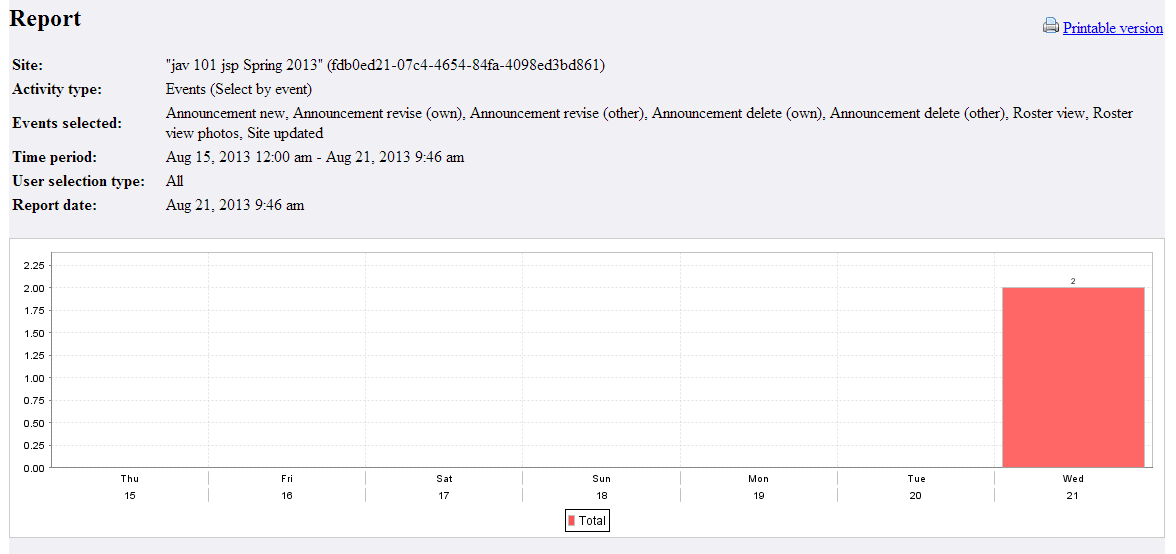 Report
Printable version
Site: "jav 101 jsp Spring 2013" (fdb0ed21-07c4-4654-84fa-4098ed3bd861)
Activity type: Events (Select by event)
Events selected: Announcement new, Announcement revise (own), Announcement revise (other), Announcement delete (own), Announcement delete (other), Roster view, Roster
view photos, Site updated
Time period: Aug 15, 2013 12:00 am - Aug 21, 2013 9:46 am
User selection type: All
Report date: Aug 21, 2013 9:46 am
2.25
2
2.00
1.75
1.50
1.25
1.00
0.75
0.50
0.25
0.00
Thu Fri Sat Sun Mon Tue Wed
15 16 17 18 19 20 21
Total